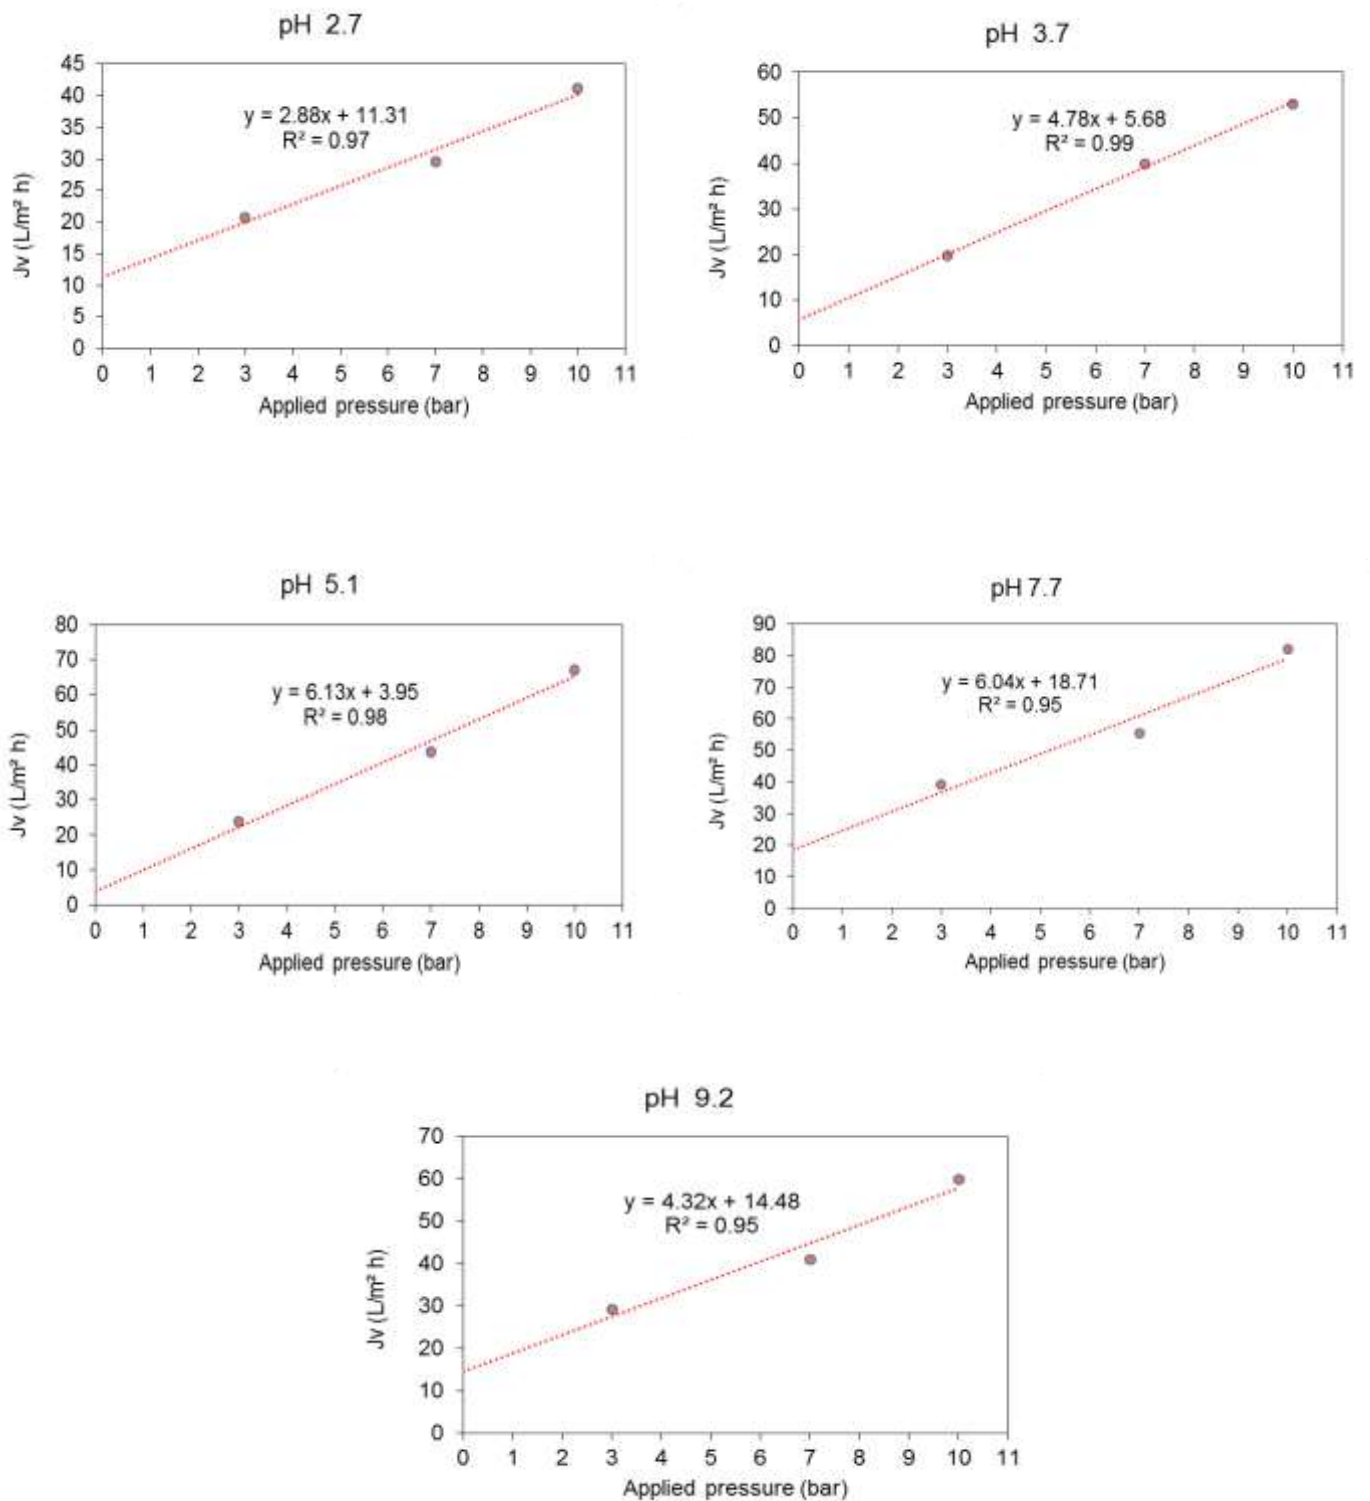 pH 2.7
45
40
35
30
25
20
15
10
5
0
y = 2.88x + 11.31
R² = 0.97
Jv (L/m² h)
0 1 2 3 4 5 6 7 8 9 10 11
Applied pressure (bar)
pH 3.7
60
50
40
30
20
10
0
y = 4.78x + 5.68
R² = 0.99
Jv (L/m² h)
0 1 2 3 4 5 6 7 8 9 10 11
Applied pressure (bar)
pH 5.1
80
70
60
50
40
30
20
10
0
y = 6.13x + 3.95
R² = 0.98
Jv (L/m² h)
0 1 2 3 4 5 6 7 8 9 10 11
Applied pressure (bar)
pH 7.7
90
80
70
60
50
40
30
20
10
0
y = 6.04x + 18.71
R² = 0.95
Jv (L/m² h)
0 1 2 3 4 5 6 7 8 9 10 11
Applied pressure (bar)
pH 9.2
70
60
50
40
30
20
10
0
y = 4.32x + 14.48
R² = 0.95
Jv (L/m² h)
0 1 2 3 4 5 6 7 8 9 10 11
Applied pressure (bar)